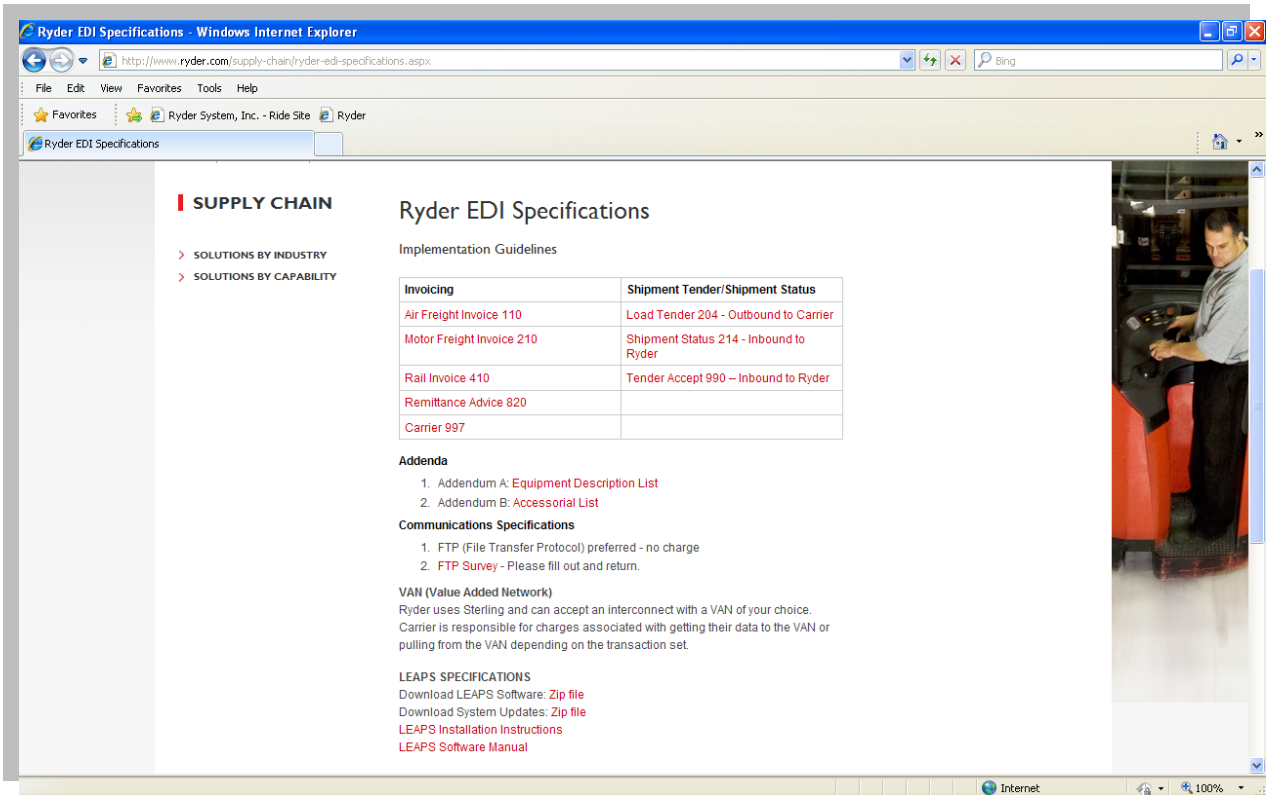 Ryder EDI Specifications - Windows Internet Explorer
http://www.ryder.com/supply-chain/ryder-edi-specifications.aspx
Bing
File Edit View Favorites Tools Help
Favorites Ryder System, Inc. - Ride Site Ryder
Ryder EDI Specifications
SUPPLY CHAIN
> SOLUTIONS BY INDUSTRY
> SOLUTIONS BY CAPABILITY
Ryder EDI Specifications
Implementation Guidelines
Invoicing Shipment Tender/Shipment Status
Air Freight Invoice 110 Load Tender 204 - Outbound to Carrier
Motor Freight Invoice 210 Shipment Status 214 - Inbound to
Ryder
Rail Invoice 410 Tender Accept 990 – Inbound to Ryder
Remittance Advice 820
Carrier 997
Addenda
1. Addendum A: Equipment Description List
2. Addendum B: Accessorial List
Communications Specifications
1. FTP (File Transfer Protocol) preferred - no charge
2. FTP Survey - Please fill out and return.
VAN (Value Added Network)
Ryder uses Sterling and can accept an interconnect with a VAN of your choice.
Carrier is responsible for charges associated with getting their data to the VAN or
pulling from the VAN depending on the transaction set.
LEAPS SPECIFICATIONS
Download LEAPS Software: Zip file
Download System Updates: Zip file
LEAPS Installation Instructions
LEAPS Software Manual
Internet 100%